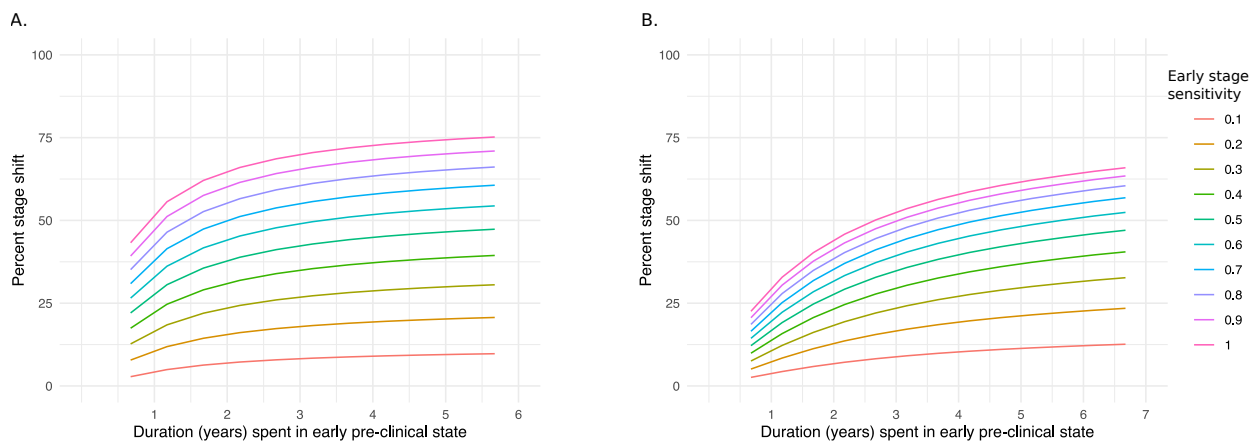 A.
100
75
50
25
0
Percent stage shift
1 2 3 4 5 6
Duration (years) spent in early pre-clinical state
B.
100
75
50
25
0
Percent stage shift
1 2 3 4 5 6 7
Duration (years) spent in early pre-clinical state
Early stage
sensitivity
0.1
0.2
0.3
0.4
0.5
0.6
0.7
0.8
0.9
1